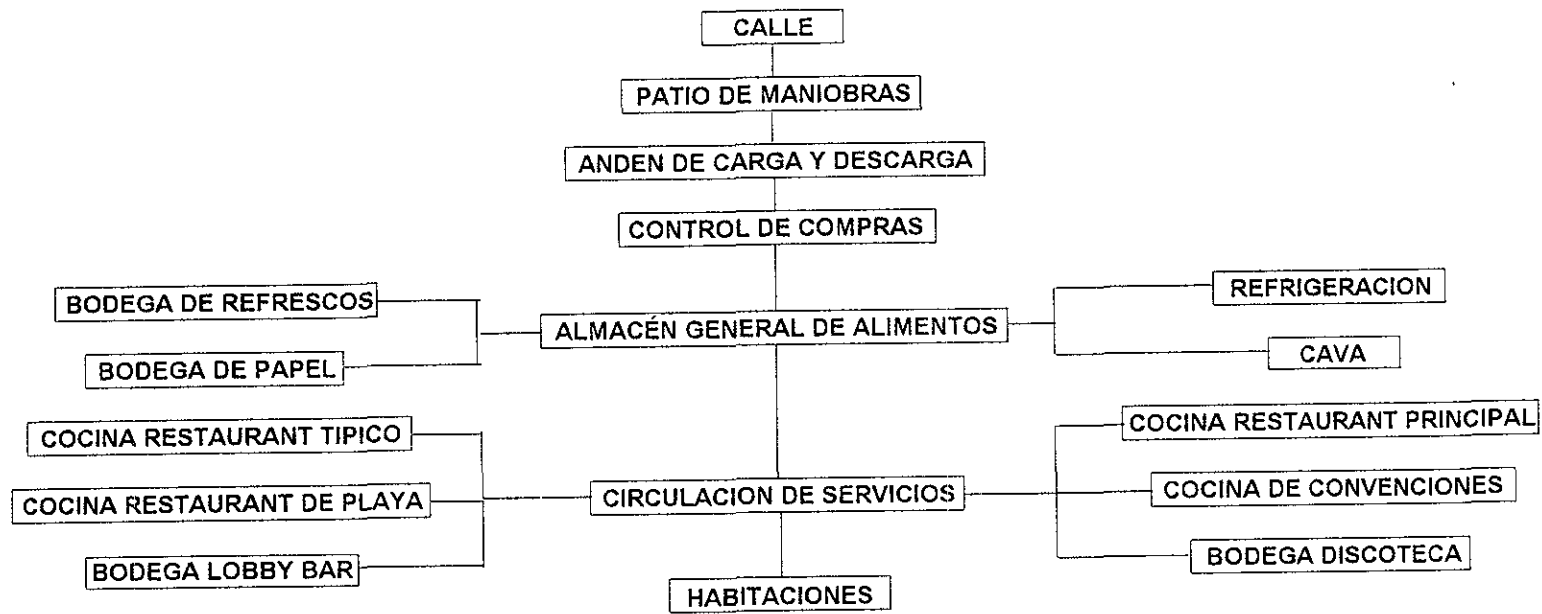 CALLE
PATIO DE MANIOBRAS
ANDEN DE CARGA Y DESCARGA
CONTROL DE COMPRAS
BODEGA DE REFRESCOS
REFRIGERACION
ALMACÉN GENERAL DE ALIMENTOS
BODEGA DE PAPEL
CAVA
COCINA RESTAURANT TIPICO
COCINA RESTAURANT PRINCIPAL
COCINA RESTAURANT DE PLAYA
CIRCULACION DE SERVICIOS
COCINA DE CONVENCIONES
BODEGA LOBBY BAR
BODEGA DISCOTECA
HABITACIONES